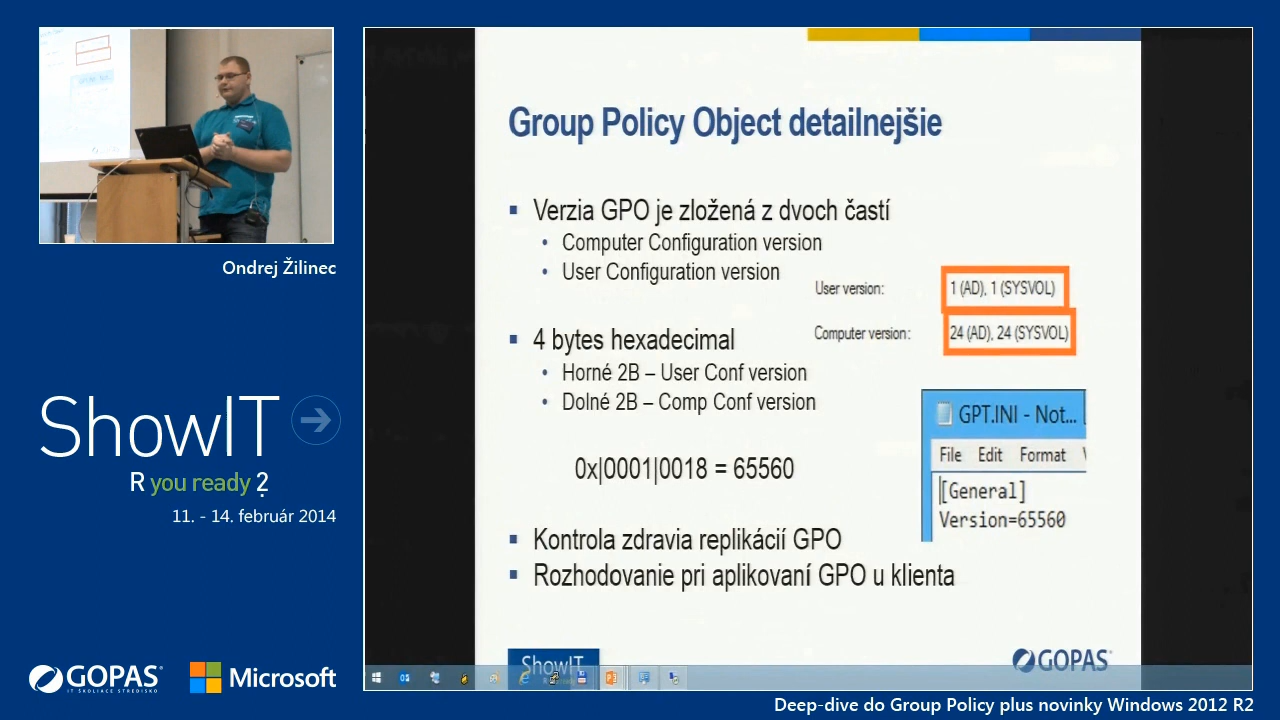 Ondrej Žilinec
ShowIT
R you ready ?
11. - 14. február 2014
GOPAS
IT ŠKOLIACE STREDISKO
Microsoft
Group Policy Object detailnejšie
Verzia GPO je zložená z dvoch častí
Computer Configuration version
User Configuration version
User version: 1 (AD), 1 (SYSVOL)
Computer version: 24 (AD), 24 (SYSVOL)
4 bytes hexadecimal
Horné 2B – User Conf version
Dolné 2B – Comp Conf version
0x|0001|0018 = 65560
GPT.INI - Not...
File Edit Format
[General]
Version=65560
Kontrola zdravia replikácií GPO
Rozhodovanie pri aplikovaní GPO u klienta
ShowIT
GOPAS
Deep-dive do Group Policy plus novinky Windows 2012 R2